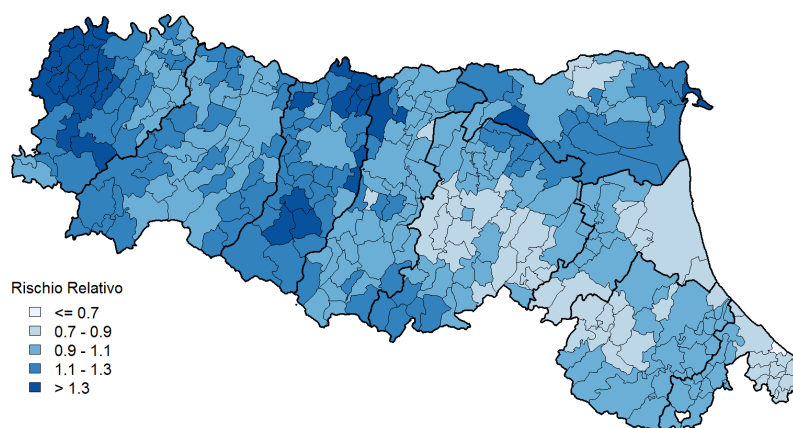 Rischio Relativo
<= 0.7
0.7 - 0.9
0.9 - 1.1
1.1 - 1.3
> 1.3